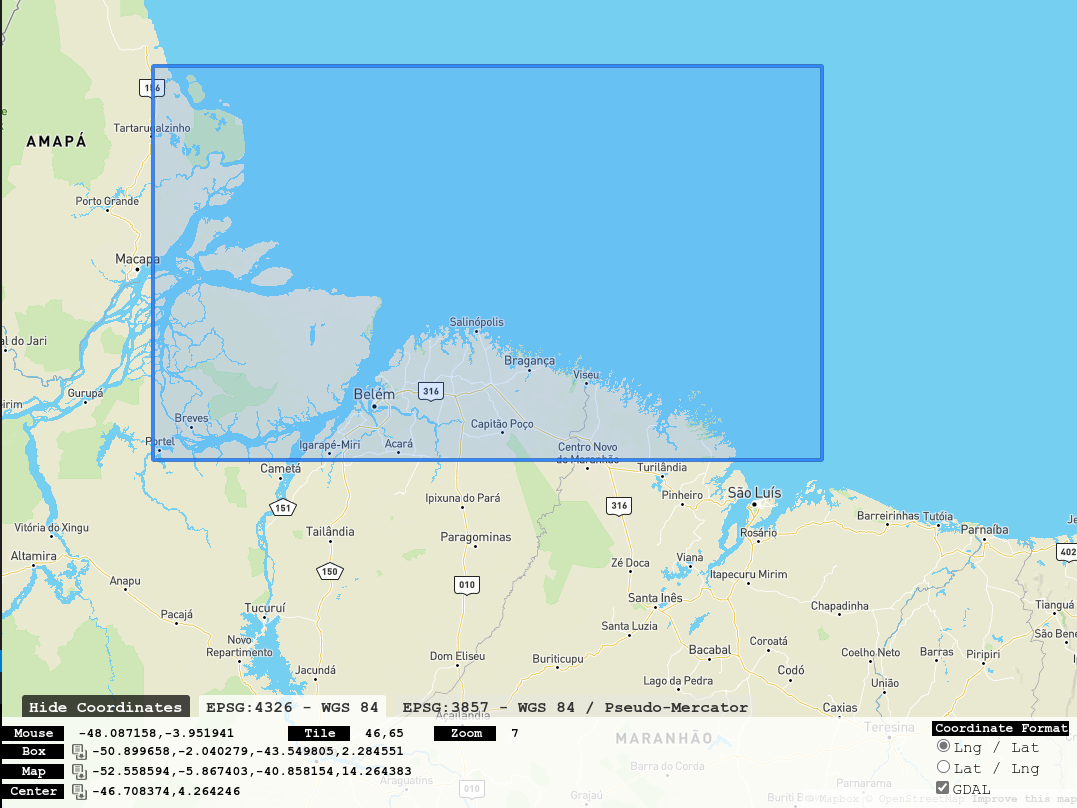 156
Tartarugalzinho
AMAPÁ
Porto Grande
Macapá
Salinópolis
al do Jari
Bragança
Viseu
316
Belém
Gurupá
irim
Breves
Capitão Poço
Portel
Igarapé-Miri
Acará
Centro Novo
do Maranhão
Cametá
Turilândia
Ipixuna do Pará
Pinheiro
São Luís
151
316
Vitória do Xingu
Tailândia
Paragominas
Rosário
Barreirinhas
Tutóia
Parnaíba
Je
402
Altamira
Zé Doca
Viana
Itapecuru Mirim
150
Anapu
010
Tucuruí
Santa Inês
Chapadinha
Tianguá
Pacajá
Santa Luzia
São Bene
Novo
Repartimento
Dom Eliseu
Buriticupu
Bacabal
Coroatá
Coelho Neto
Barras
Piripiri
Jacundá
Lago da Pedra
Codó
União
Hide Coordinates
EPSG:4326 - WGS 84
EPSG:3857 - WGS 84 / Pseudo-Mercator
Açailândia
Caxias
Mouse -48.087158,-3.951941 Tile 46,65 Zoom 7
Box -50.899658,-2.040279,-43.549805,2.284551
Map -52.558594,-5.867403,-40.858154,14.264383
Center -46.708374,4.264246
MARANHÃO
Teresina
Barra do Corda
Araguatins
010
Grajaú
Parnarama
Buriti B
Coordinate Format
Lng / Lat
Lat / Lng
GDAL
Mapbox © OpenStreetMap Improve this map